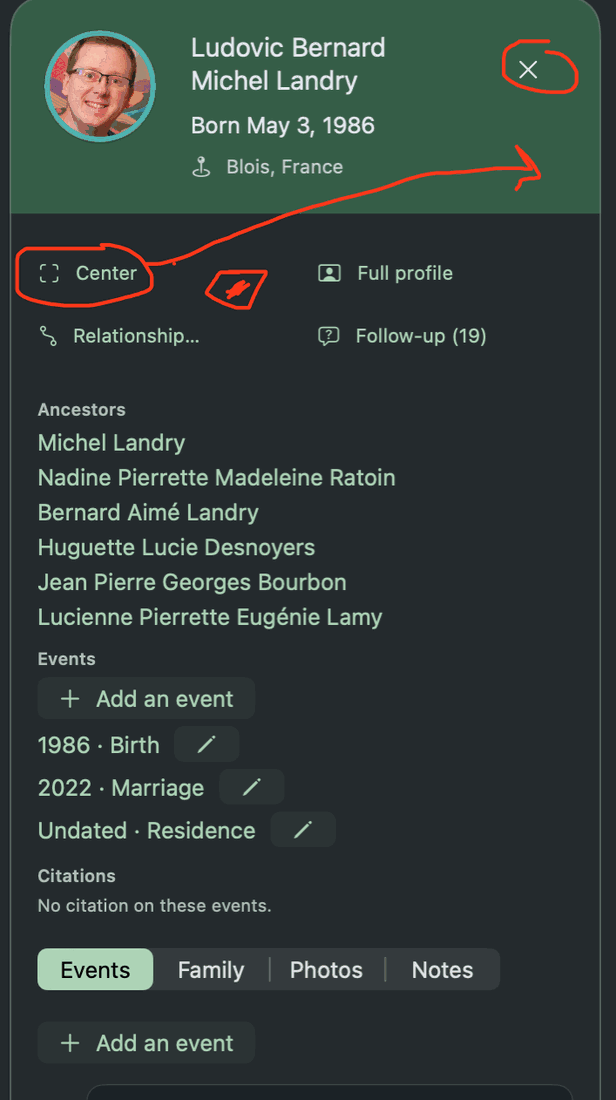 Ludovic Bernard
Michel Landry
Born May 3, 1986
Blois, France
Center
Full profile
Relationship...
Follow-up (19)
Ancestors
Michel Landry
Nadine Pierrette Madeleine Ratoin
Bernard Aimé Landry
Huguette Lucie Desnoyers
Jean Pierre Georges Bourbon
Lucienne Pierrette Eugénie Lamy
Events
+ Add an event
1986 · Birth
2022 · Marriage
Undated · Residence
Citations
No citation on these events.
Events Family Photos Notes
+ Add an event